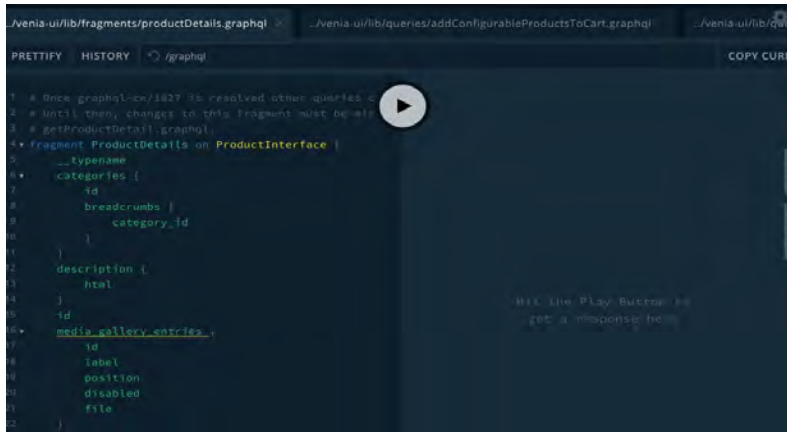 ../venia-ui/lib/fragments/productDetails.graphql
../venia-ui/lib/queries/addConfigurableProductsToCart.graphql
../venia-ui/lib/qu
PRETTIFY HISTORY /graphql COPY CUR
1 # Once graphql-ce/1027 is resolved other queries c
2 # Until then, changes to this fragment must be
3 # getProductDetail.graphql.
4 fragment ProductDetails on ProductInterface {
5 __typename
6 categories {
7 id
8 breadcrumbs {
9 category_id
10 }
11 }
12 description {
13 html
14 }
15 id
16 media_gallery_entries {
17 id
18 label
19 position
20 disabled
21 file
22 }
Hit the Play Button to
get a response he